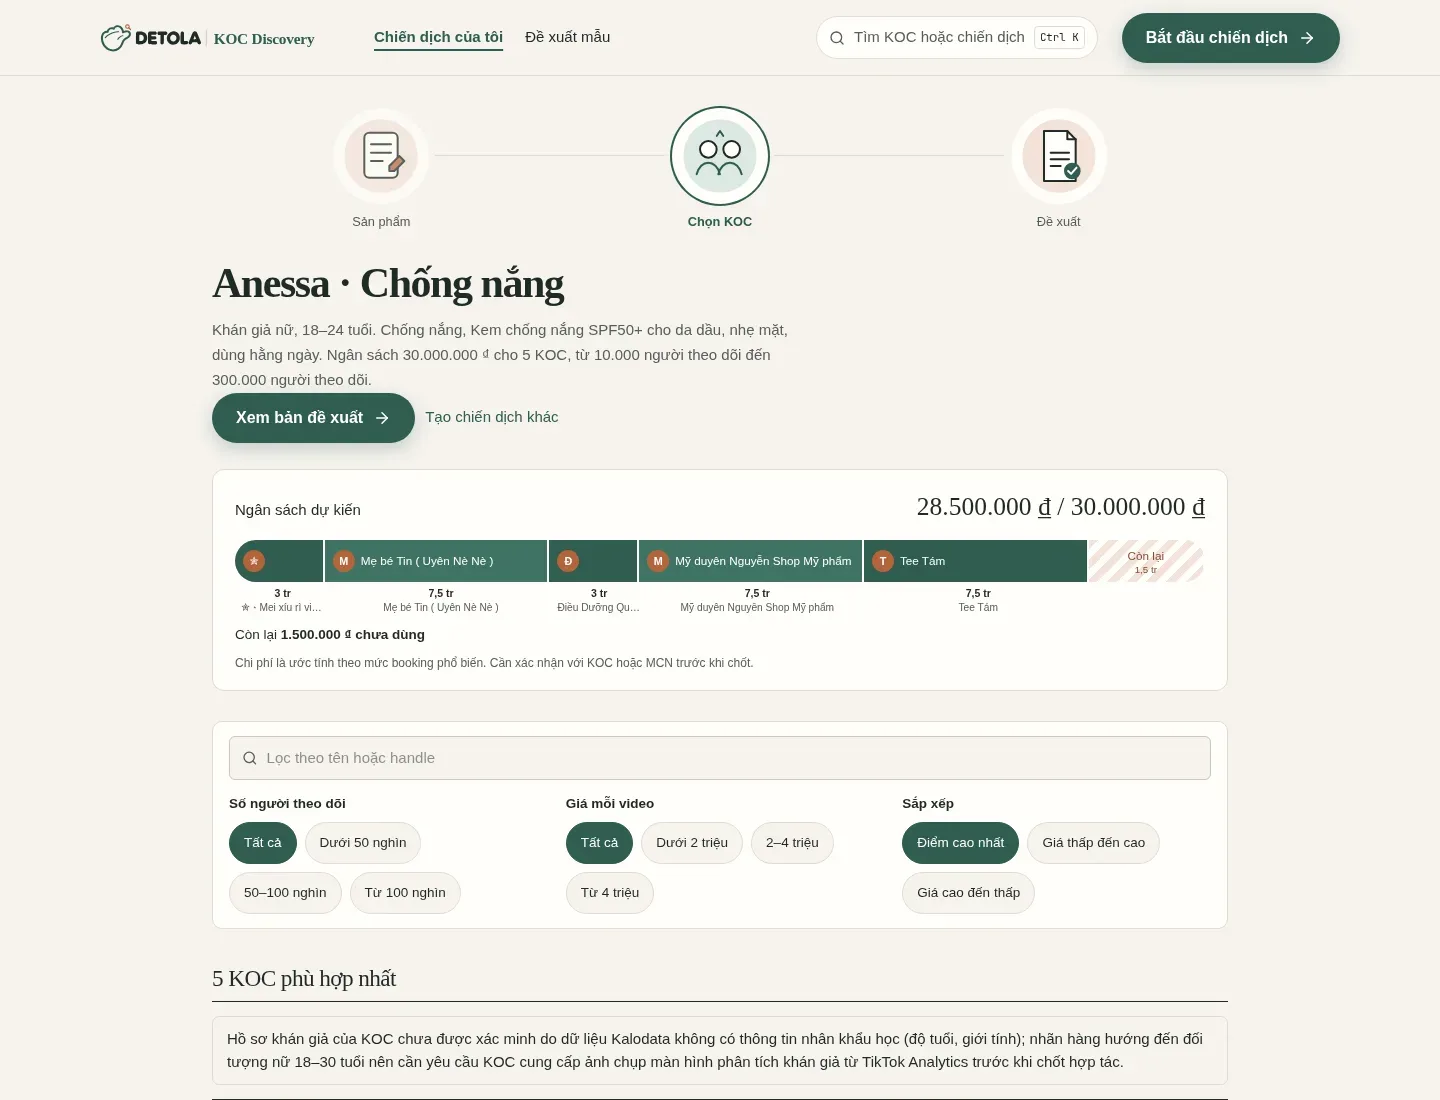 DETOLA KOC Discovery
Chiến dịch của tôi
Đề xuất mẫu
Tìm KOC hoặc chiến dịch
Ctrl K
Bắt đầu chiến dịch
Sản phẩm
Chọn KOC
Đề xuất
Anessa · Chống nắng
Khán giả nữ, 18–24 tuổi. Chống nắng, Kem chống nắng SPF50+ cho da dầu, nhẹ mặt,
dùng hằng ngày. Ngân sách 30.000.000 ₫ cho 5 KOC, từ 10.000 người theo dõi đến
300.000 người theo dõi.
Xem bản đề xuất
Tạo chiến dịch khác
Ngân sách dự kiến
28.500.000 ₫ / 30.000.000 ₫
M Mẹ bé Tin ( Uyên Nè Nè )
Đ
M Mỹ duyên Nguyễn Shop Mỹ phẩm
T Tee Tám
Còn lại
1,5 tr
3 tr
7,5 tr
3 tr
7,5 tr
7,5 tr
· Mei xỉu rì vi…
Mẹ bé Tin ( Uyên Nè Nè )
Điều Dưỡng Qu…
Mỹ duyên Nguyễn Shop Mỹ phẩm
Tee Tám
Còn lại 1.500.000 ₫ chưa dùng
Chi phí là ước tính theo mức booking phổ biến. Cần xác nhận với KOC hoặc MCN trước khi chốt.
Lọc theo tên hoặc handle
Số người theo dõi
Tất cả
Dưới 50 nghìn
50–100 nghìn
Từ 100 nghìn
Giá mỗi video
Tất cả
Dưới 2 triệu
2–4 triệu
Từ 4 triệu
Sắp xếp
Điểm cao nhất
Giá thấp đến cao
Giá cao đến thấp
5 KOC phù hợp nhất
Hồ sơ khán giả của KOC chưa được xác minh do dữ liệu Kalodata không có thông tin nhân khẩu học (độ tuổi, giới tính); nhãn hàng hướng đến đối
tượng nữ 18–30 tuổi nên cần yêu cầu KOC cung cấp ảnh chụp màn hình phân tích khán giả từ TikTok Analytics trước khi chốt hợp tác.